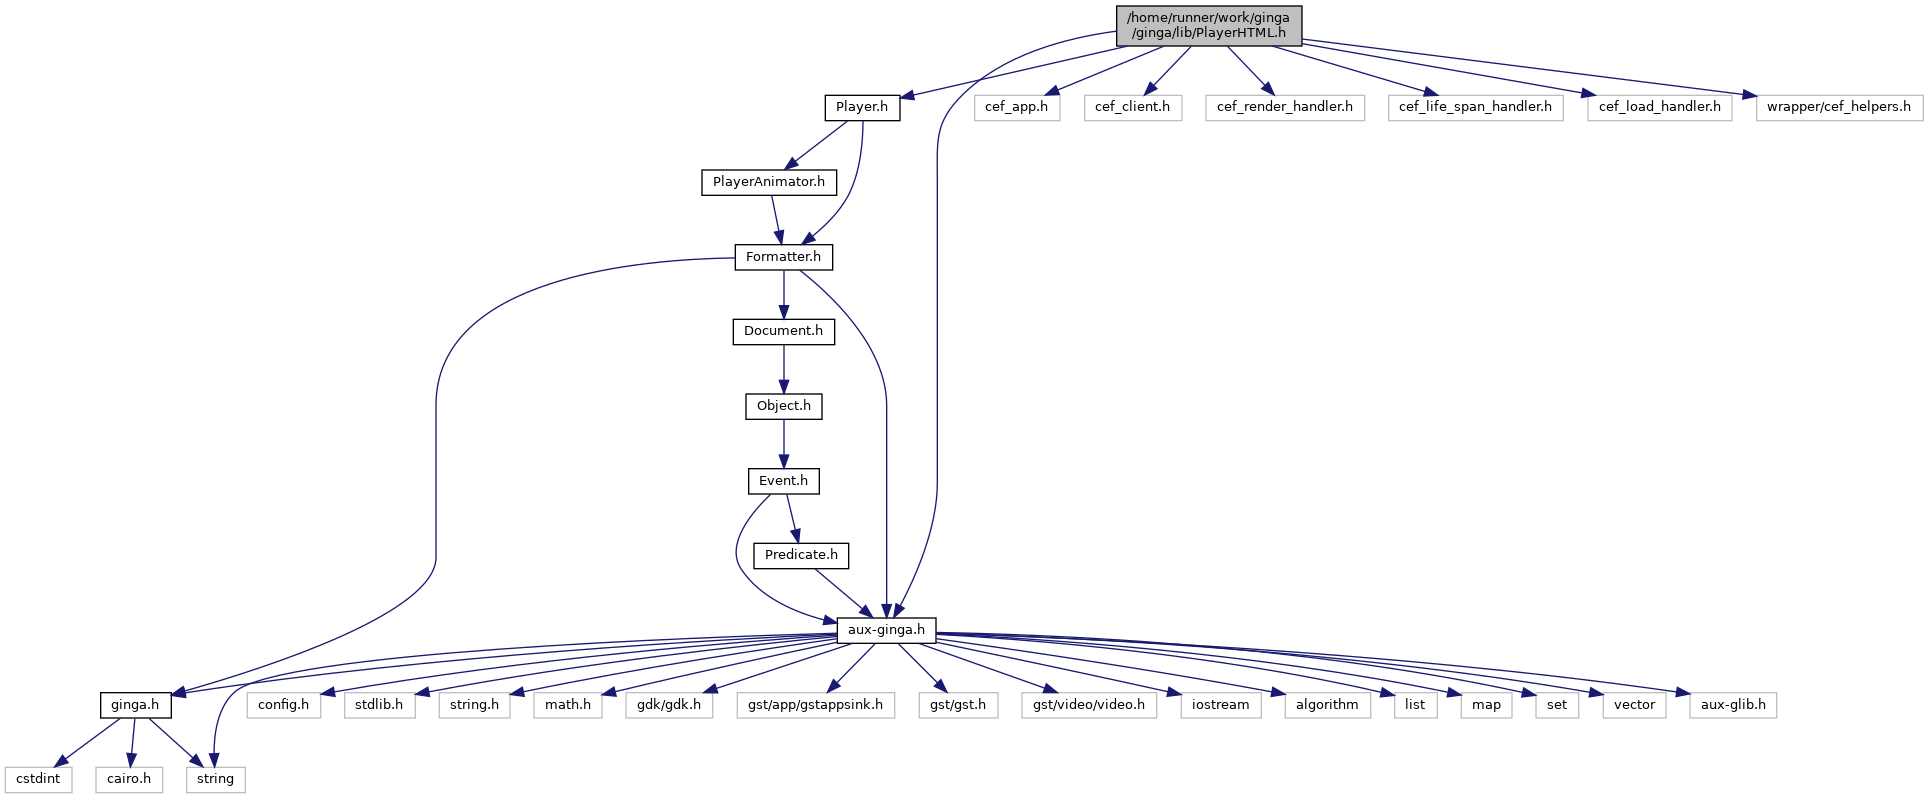 /home/runner/work/ginga
/ginga/lib/PlayerHTML.h
Player.h
cef_app.h
cef_client.h
cef_render_handler.h
cef_life_span_handler.h
cef_load_handler.h
wrapper/cef_helpers.h
PlayerAnimator.h
Formatter.h
Document.h
Object.h
Event.h
Predicate.h
aux-ginga.h
ginga.h
config.h
stdlib.h
string.h
math.h
gdk/gdk.h
gst/app/gstappsink.h
gst/gst.h
gst/video/video.h
iostream
algorithm
list
map
set
vector
aux-glib.h
cstdint
cairo.h
string